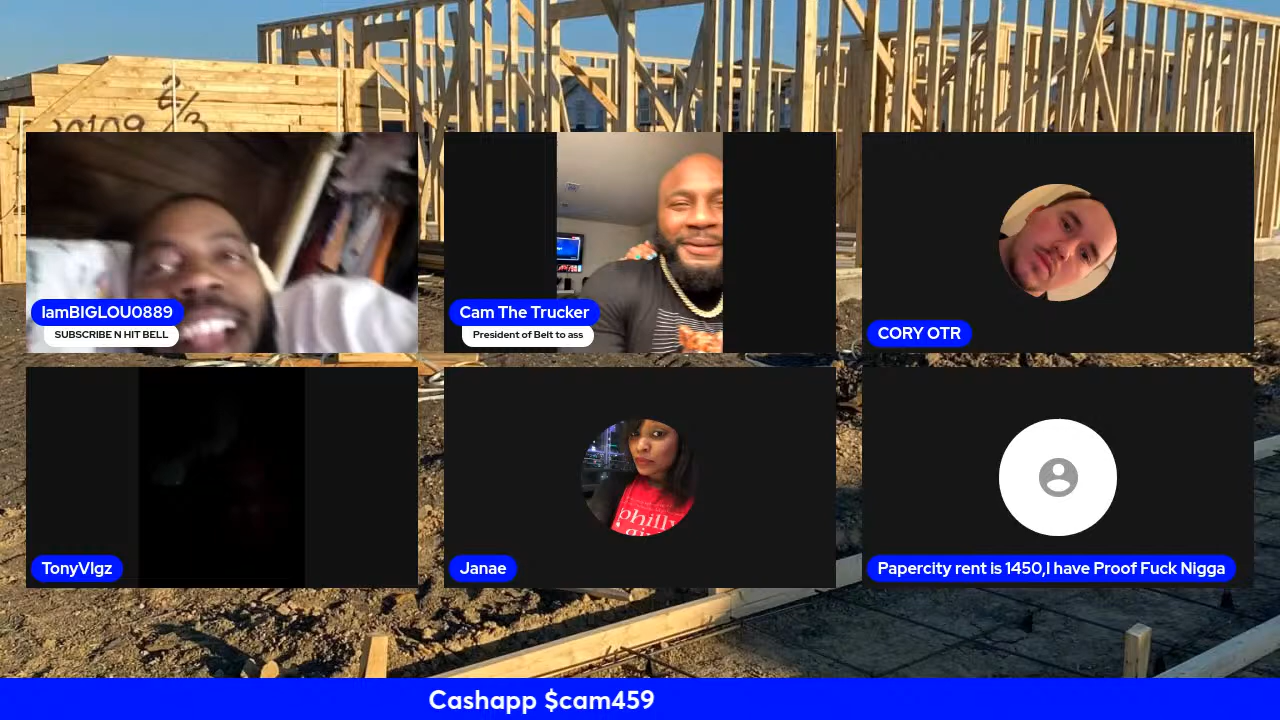 IamBIGLOU0889
SUBSCRIBE N HIT BELL
Cam The Trucker
President of Belt to ass
CORY OTR
TonyVlgz
Janae
philly
Papercity rent is 1450,I have Proof Fuck Nigga
Cashapp $cam459